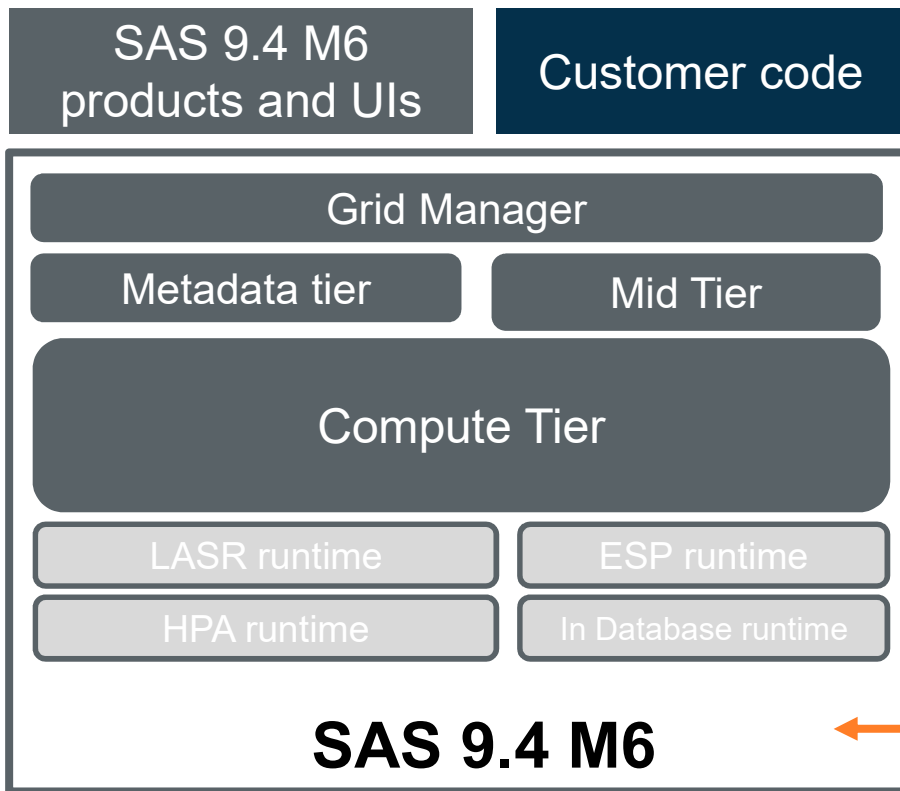 SAS 9.4 M6
products and UIs
Customer code
Grid Manager
Metadata tier
Mid Tier
Compute Tier
LASR runtime
ESP runtime
HPA runtime
In Database runtime
SAS 9.4 M6